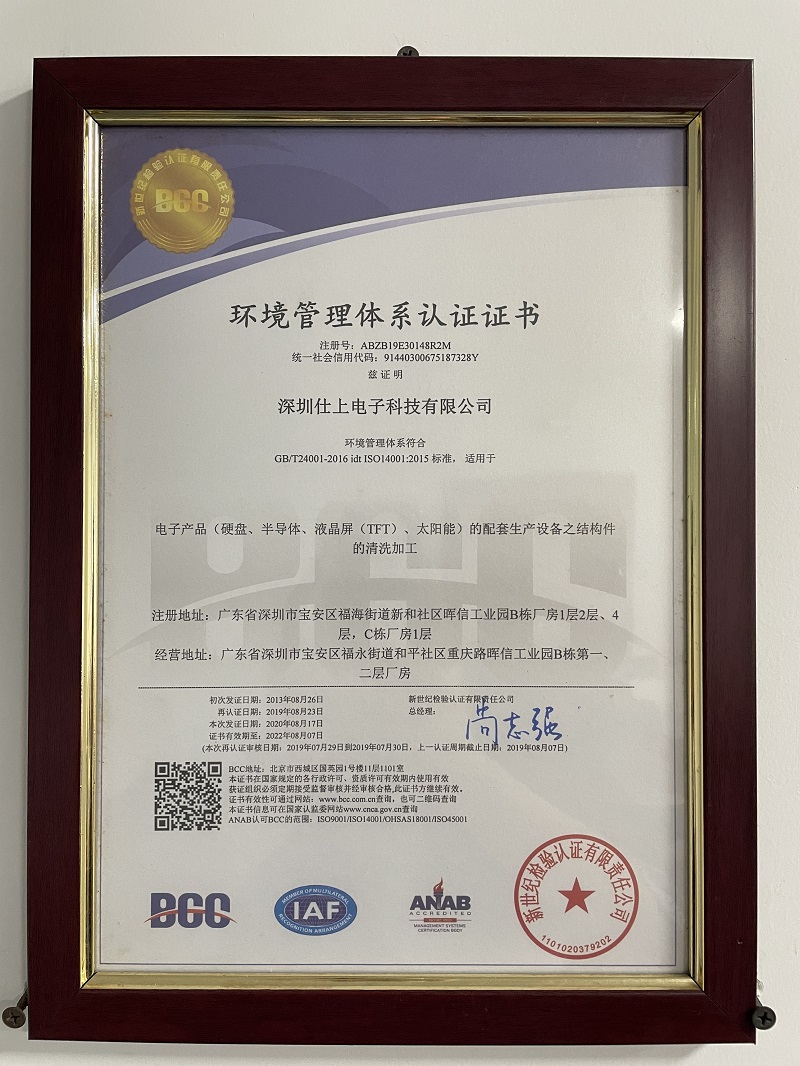 新世纪检验认证有限责任公司
BCC
环境管理体系认证证书
注册号：ABZB19E30148R2M
统一社会信用代码：91440300675187328Y
兹证明
深圳仕上电子科技有限公司
环境管理体系符合
GB/T24001-2016 idt ISO14001:2015 标准，适用于
电子产品（硬盘、半导体、液晶屏（TFT）、太阳能）的配套生产设备之结构件
的清洗加工
注册地址：广东省深圳市宝安区福海街道新和社区晖信工业园B栋厂房1层2层、4
层，C栋厂房1层
经营地址：广东省深圳市宝安区福永街道和平社区重庆路晖信工业园B栋第一、
二层厂房
初次发证日期：2013年08月26日
再认证日期：2019年08月23日
本次发证日期：2020年08月17日
证书有效期至：2022年08月07日
新世纪检验认证有限责任公司
总经理：
尚志强
(本次再认证审核日期：2019年07月29日到2019年07月30日，上一认证周期截止日期：2019年08月07日)
BCC地址：北京市西城区国英园1号楼11层1101室
本证书在国家规定的各行政许可、资质许可有效期内使用有效
获证组织必须定期接受监督审核并经审核合格,此证书方继续有效。
证书有效性可通过网站：www.bcc.com.cn查询，也可二维码查询
本证书信息可在国家认监委网站www.cnca.gov.cn查询
ANAB认可BCC的范围：ISO9001/ISO14001/OHSAS18001/ISO45001
BCC
MEMBER OF MULTILATERAL
IAF
RECOGNITION ARRANGEMENT
ANAB
ACCREDITED
MANAGEMENT SYSTEMS
CERTIFICATION BODY
新世纪检验认证有限责任公司
1101020379202